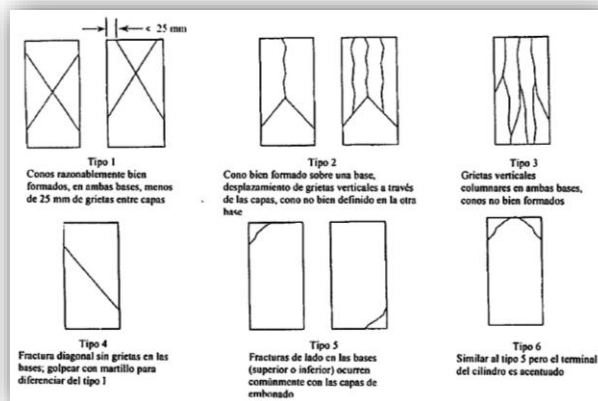 < 25 mm
Tipo 1
Conos razonablemente bien
formados, en ambas bases, menos
de 25 mm de grietas entre capas
Tipo 2
Cono bien formado sobre una base,
desplazamiento de grietas verticales a través
de las capas, cono no bien definido en la otra
base
Tipo 3
Grietas verticales
columnares en ambas bases,
conos no bien formados
Tipo 4
Fractura diagonal sin grietas en las
bases; golpear con martillo para
diferenciar del tipo 1
Tipo 5
Fracturas de lado en las bases
(superior o inferior) ocurren
comúnmente con las capas de
embonado
Tipo 6
Similar al tipo 5 pero el terminal
del cilindro es acentuado